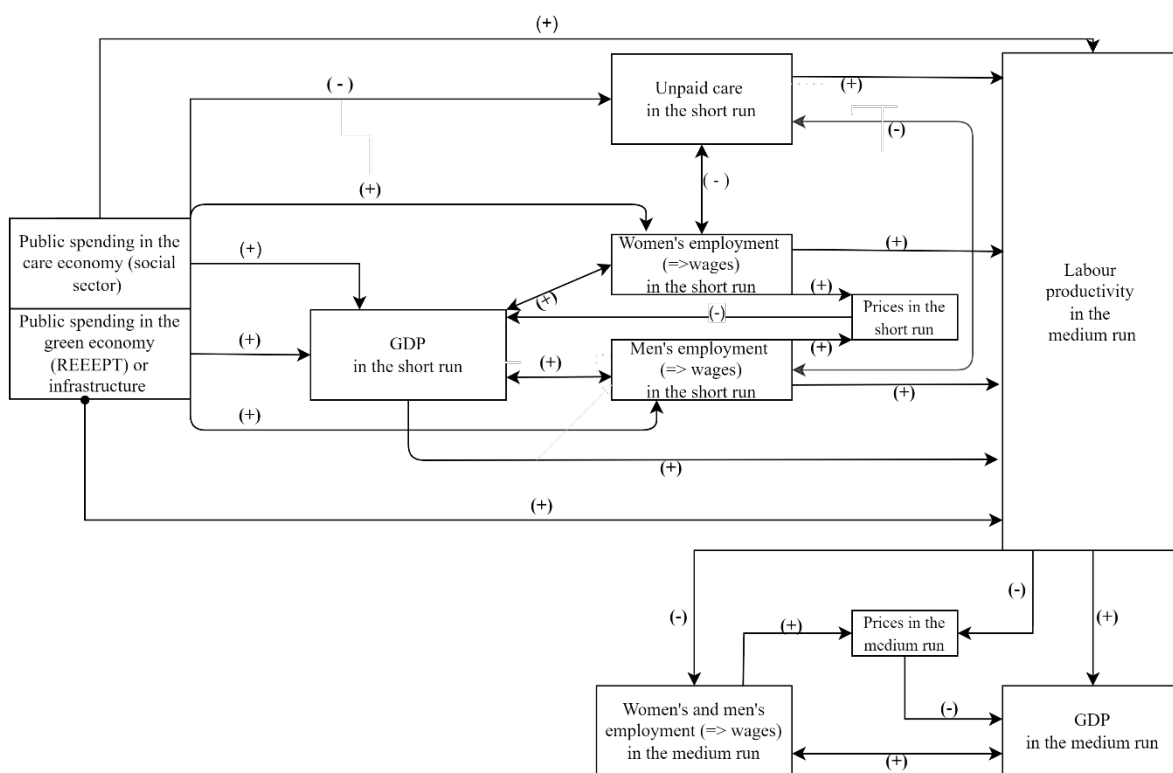 (+)
Unpaid care
in the short run
(+)
( - )
(-)
(+)
( - )
Public spending in the
care economy (social
sector)
(+)
Women's employment
(=>wages)
in the short run
(+)
(+)
(+)
Prices in the
short run
(-)
Public spending in the
green economy
(REEEPT) or
infrastructure
(+)
GDP
in the short run
(+)
Men's employment
(=> wages)
in the short run
(+)
(+)
(+)
(+)
(+)
Labour
productivity
in the
medium run
(-)
(-)
(+)
(+)
Prices in the
medium run
(-)
Women's and men's
employment (=> wages)
in the medium run
(+)
GDP
in the medium run